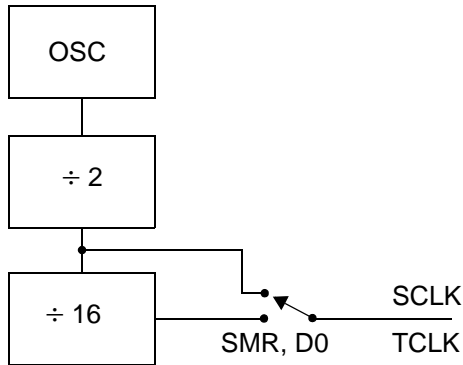 OSC
÷ 2
÷ 16
SCLK
SMR, D0
TCLK